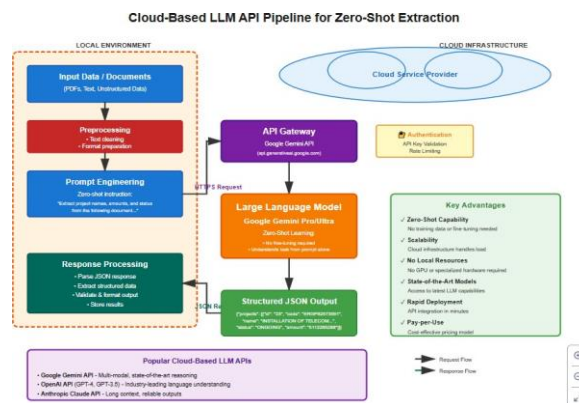 Cloud-Based LLM API Pipeline for Zero-Shot Extraction
LOCAL ENVIRONMENT
CLOUD INFRASTRUCTURE
Input Data / Documents
(PDFs, Text, Unstructured Data)
Preprocessing
• Text cleaning
• Format preparation
Prompt Engineering
Zero-shot instruction:
"Extract project names, amounts, and status
from the following document..."
Response Processing
• Parse JSON response
• Extract structured data
• Validate & format output
• Store results
HTTPS Request
JSON
Cloud Service Provider
API Gateway
Google Gemini API
Authentication
API Key Validation
Rate Limiting
Large Language Model
Google Gemini Pro/Ultra
Zero-Shot Learning
• No fine-tuning required
• Understands task from prompt alone
Structured JSON Output
Key Advantages
✓ Zero-Shot Capability
No training data or fine tuning needed
✓ Scalability
Cloud infrastructure handles load
✓ No Local Resources
No GPU or specialized hardware required
✓ State-of-the-Art Models
Access to latest LLM capabilities
✓ Rapid Deployment
API integration in minutes
✓ Pay-per-Use
Cost effective pricing model
Popular Cloud-Based LLM APIs
• Google Gemini API - Multi-modal, state-of-the-art reasoning
• OpenAI API (GPT-4, GPT-3.5) - Industry-leading language understanding
• Anthropic Claude API - Long context, reliable outputs
Request Flow
Response Flow